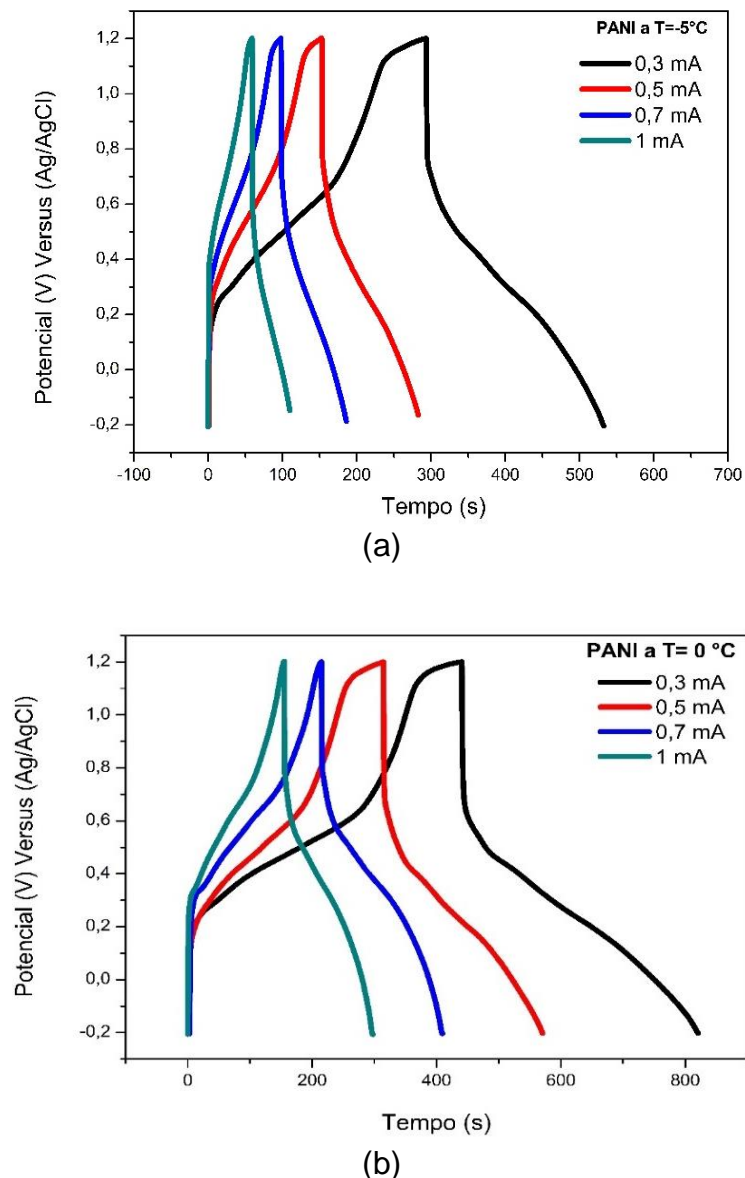 PANI a T=-5°C
0,3 mA
0,5 mA
0,7 mA
1 mA
1,2
1,0
0,8
0,6
0,4
0,2
0,0
-0,2
Potencial (V) Versus (Ag/AgCl)
-100 0 100 200 300 400 500 600 700
Tempo (s)
(a)
PANI a T= 0 °C
0,3 mA
0,5 mA
0,7 mA
1 mA
1,2
1,0
0,8
0,6
0,4
0,2
0,0
-0,2
Potencial (V) Versus (Ag/AgCl)
0 200 400 600 800
Tempo (s)
(b)